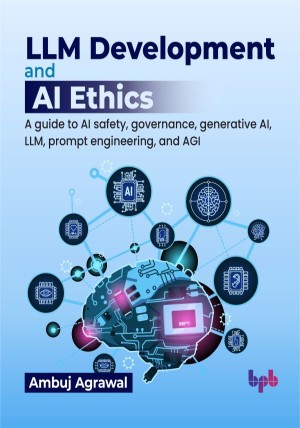 LLM Development
and
AI Ethics
A guide to AI safety, governance, generative AI,
LLM, prompt engineering, and AGI
AI
Ambuj Agrawal
bpb